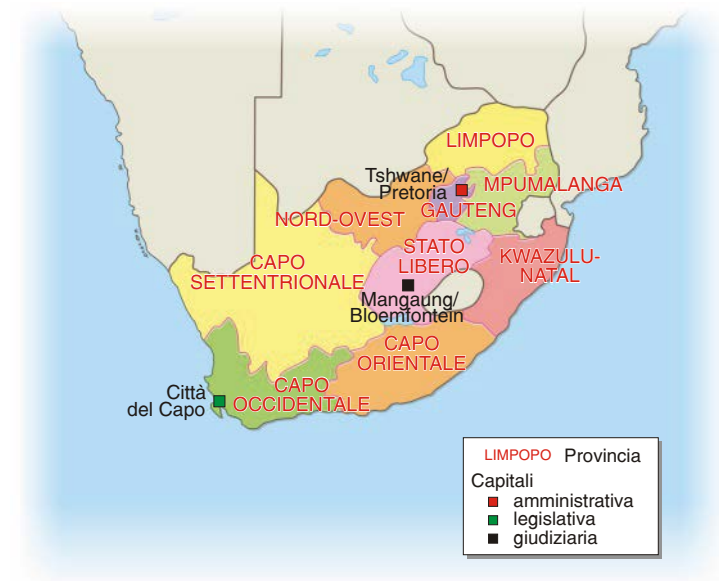 LIMPOPO
Tshwane/
Pretoria
MPUMALANGA
NORD-OVEST
GAUTENG
STATO
LIBERO
KWAZULU-
NATAL
CAPO
SETTENTRIONALE
Mangaung/
Bloemfontein
CAPO
ORIENTALE
Città
del Capo
CAPO
OCCIDENTALE
LIMPOPO Provincia
Capitali
amministrativa
legislativa
giudiziaria